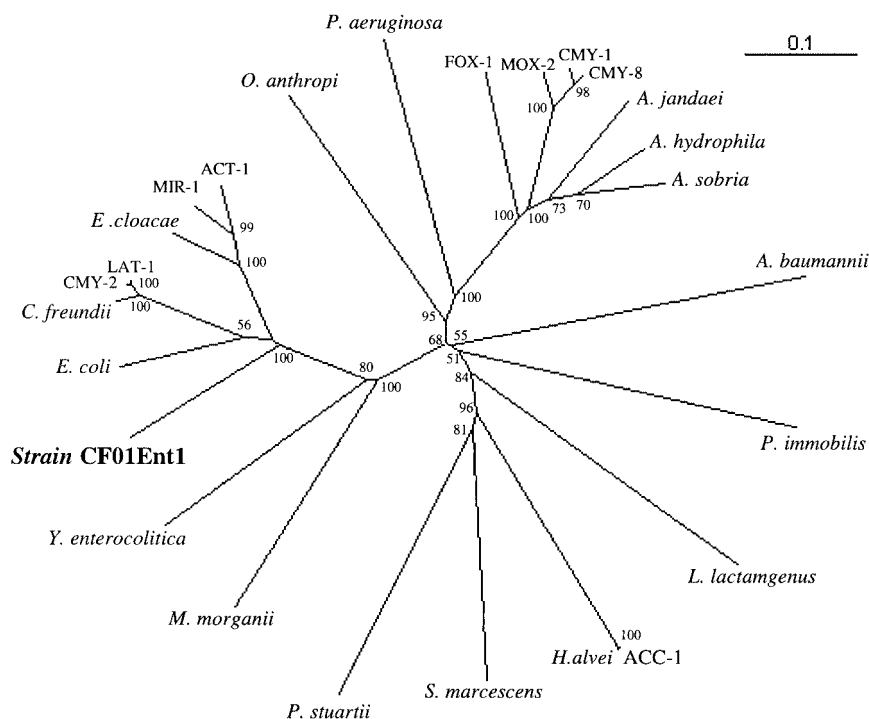 P. aeruginosa
0.1
FOX-1
MOX-2
CMY-1
CMY-8
98
O. anthropi
100
A. jandaei
A. hydrophila
ACT-1
MIR-1
A. sobria
E .cloacae
99
100
100
73
70
100
LAT-1
CMY-2
100
100
C. freundii
A. baumannii
100
95
56
68
55
51
100
E. coli
80
100
84
96
81
Strain CF01Ent1
P. immobilis
Y. enterocolitica
L. lactamgenus
M. morganii
100
H.alvei ACC-1
S. marcescens
P. stuartii